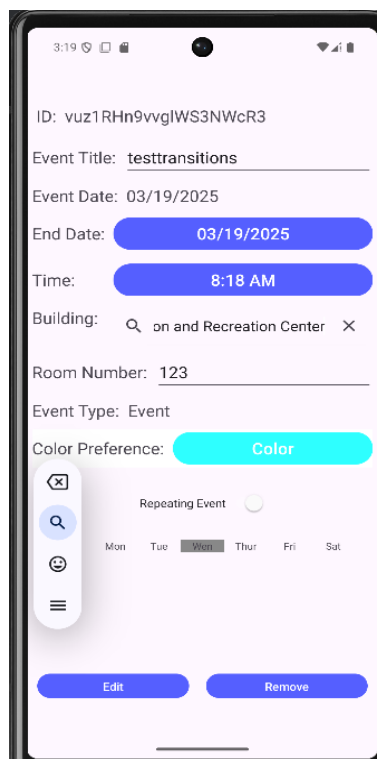 3:19
ID: vuz1RHn9vvglWS3NWcR3
Event Title: testtransitions
Event Date: 03/19/2025
End Date: 03/19/2025
Time: 8:18 AM
Building: on and Recreation Center
Room Number: 123
Event Type: Event
Color Preference: Color
Repeating Event
Mon Tue Wen Thur Fri Sat
Edit Remove